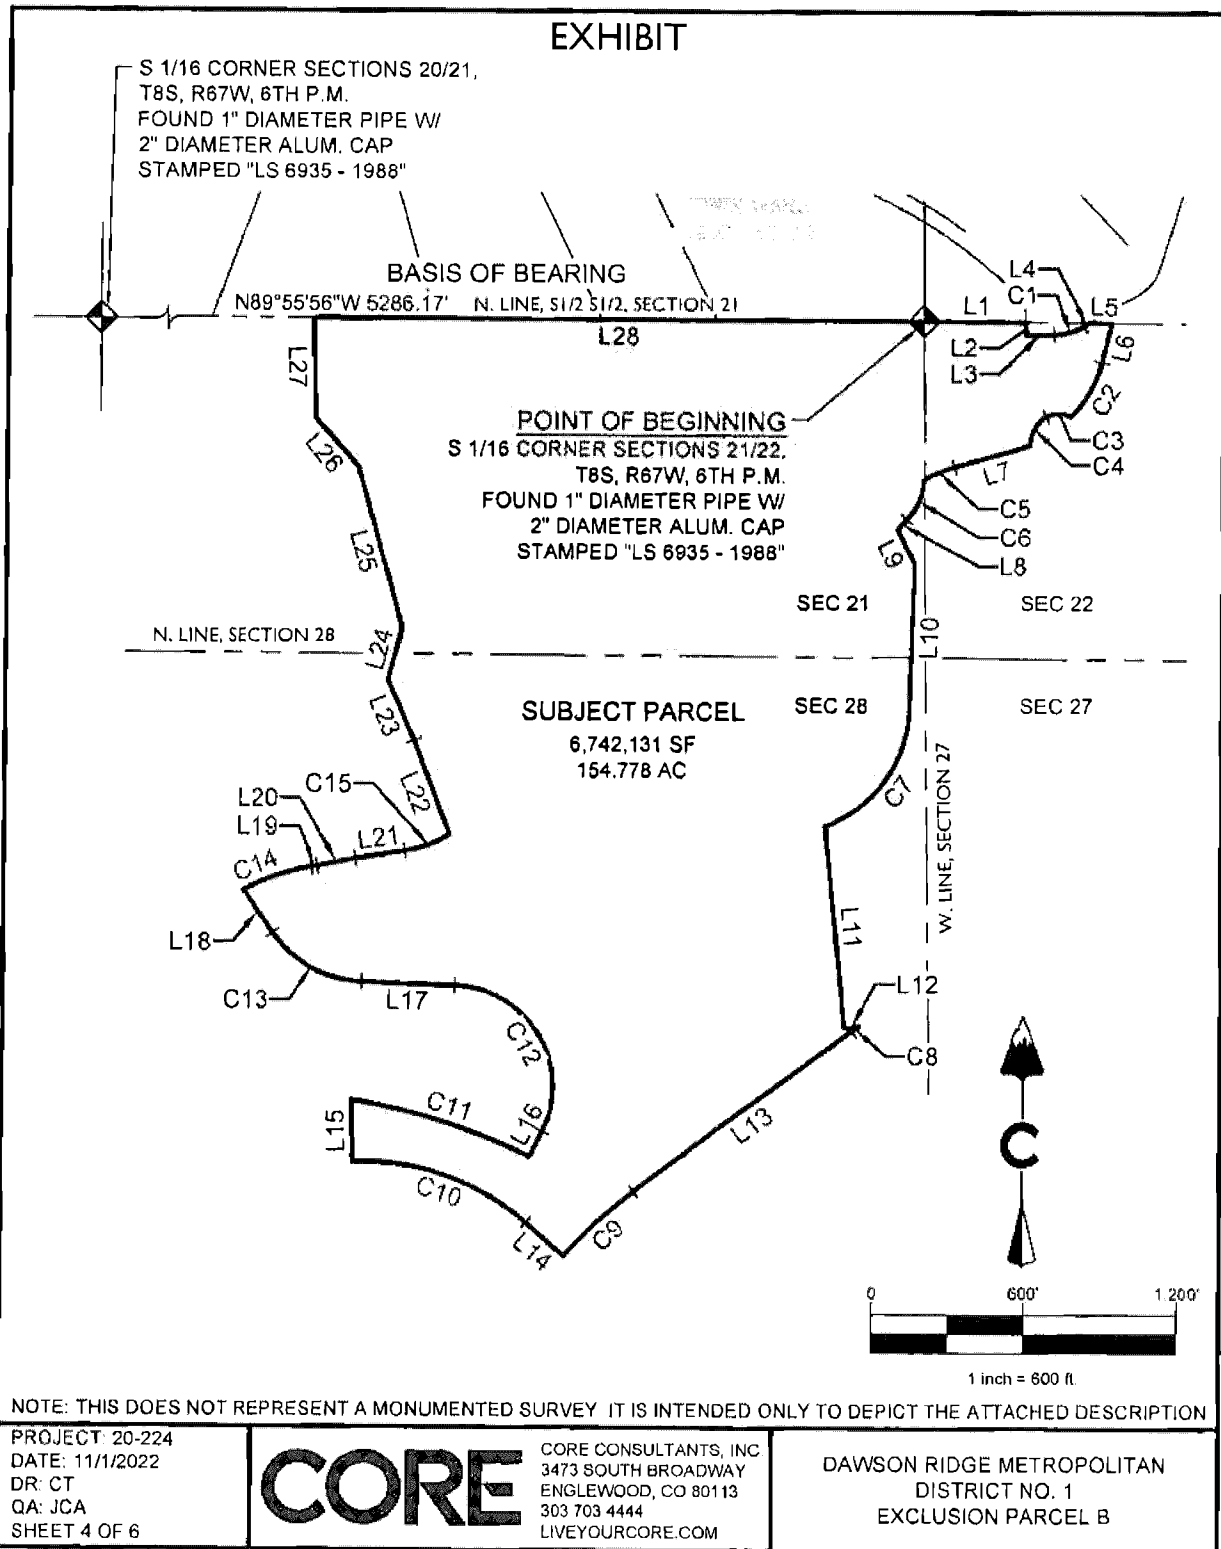 EXHIBIT
S 1/16 CORNER SECTIONS 20/21,
T8S, R67W, 6TH P.M.
FOUND 1" DIAMETER PIPE W/
2" DIAMETER ALUM. CAP
STAMPED "LS 6935 - 1988"
BASIS OF BEARING
N89°55'56"W 5286.17' N. LINE, S1/2 S1/2, SECTION 21
L28
L1
L4
C1
L5
L2
L3
L6
C2
C3
C4
L7
C5
C6
L8
L9
L27
L26
L25
POINT OF BEGINNING
S 1/16 CORNER SECTIONS 21/22,
T8S, R67W, 6TH P.M.
FOUND 1" DIAMETER PIPE W/
2" DIAMETER ALUM. CAP
STAMPED "LS 6935 - 1988"
SEC 21
SEC 22
L10
N. LINE, SECTION 28
L24
L23
SUBJECT PARCEL
6,742,131 SF
154.778 AC
SEC 28
SEC 27
W. LINE, SECTION 27
C7
L22
C15
L20
L19
L21
C14
L18
C13
L17
L11
L12
C8
C12
C11
L16
L15
L13
C10
C9
L14
C
0
600'
1,200'
1 inch = 600 ft.
NOTE: THIS DOES NOT REPRESENT A MONUMENTED SURVEY IT IS INTENDED ONLY TO DEPICT THE ATTACHED DESCRIPTION
PROJECT: 20-224
DATE: 11/1/2022
DR: CT
QA: JCA
SHEET 4 OF 6
CORE
CORE CONSULTANTS, INC
3473 SOUTH BROADWAY
ENGLEWOOD, CO 80113
303 703 4444
LIVEYOURCORE.COM
DAWSON RIDGE METROPOLITAN
DISTRICT NO. 1
EXCLUSION PARCEL B